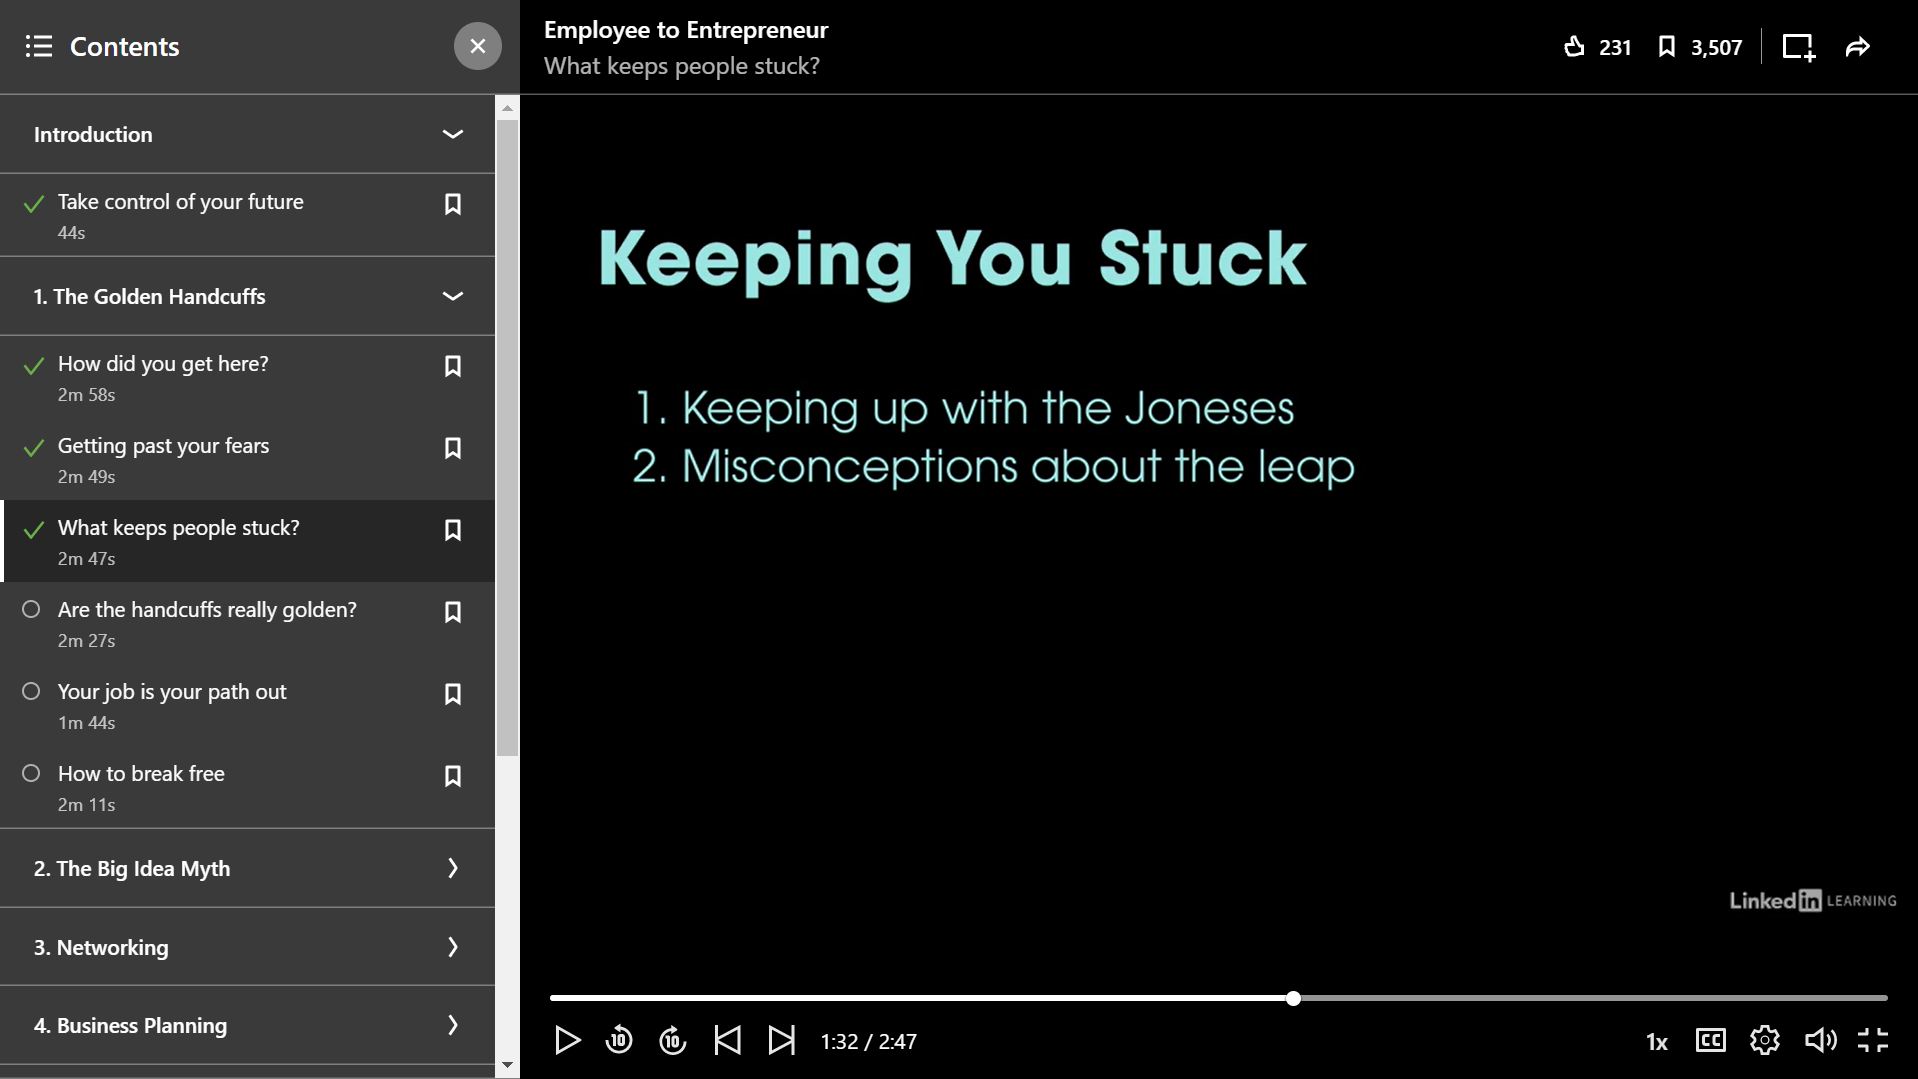 Contents
Employee to Entrepreneur
What keeps people stuck?
231
3,507
Introduction
Take control of your future
44s
1. The Golden Handcuffs
How did you get here?
2m 58s
Getting past your fears
2m 49s
What keeps people stuck?
2m 47s
Are the handcuffs really golden?
2m 27s
Your job is your path out
1m 44s
How to break free
2m 11s
2. The Big Idea Myth
3. Networking
4. Business Planning
Keeping You Stuck
1. Keeping up with the Joneses
2. Misconceptions about the leap
Linked in LEARNING
10
10
1:32 / 2:47
1x
CC